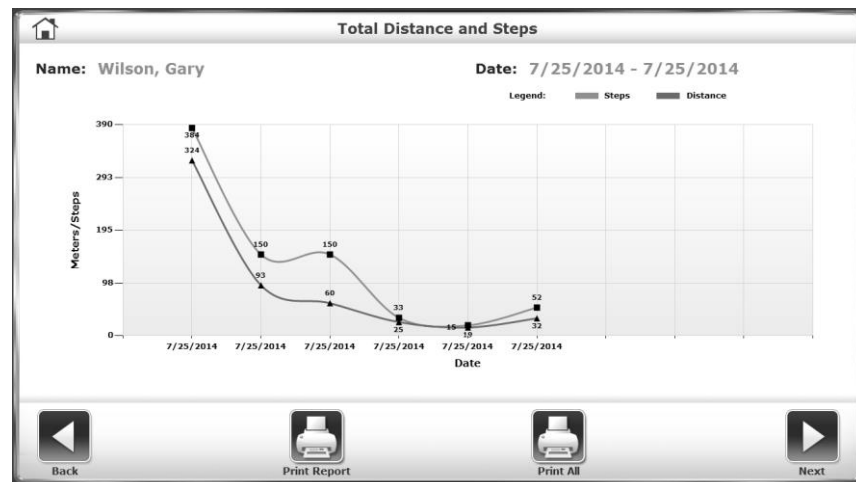 Total Distance and Steps
Name: Wilson, Gary
Date: 7/25/2014 - 7/25/2014
Legend: Steps Distance
Meters/Steps
390
293
195
98
0
384
324
150
93
150
60
33
25
15
19
52
32
7/25/2014 7/25/2014 7/25/2014 7/25/2014 7/25/2014 7/25/2014
Date
Back Print Report Print All Next